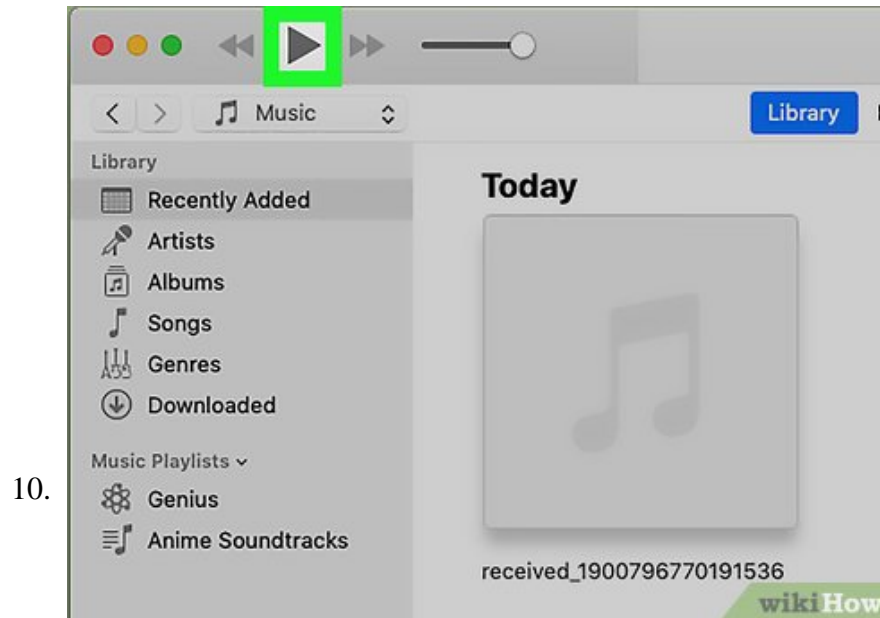 Music
Library
Library
Recently Added
Artists
Albums
Songs
Genres
Downloaded
Music Playlists
10.
Genius
Anime Soundtracks
Today
received_1900796770191536
wikiHow